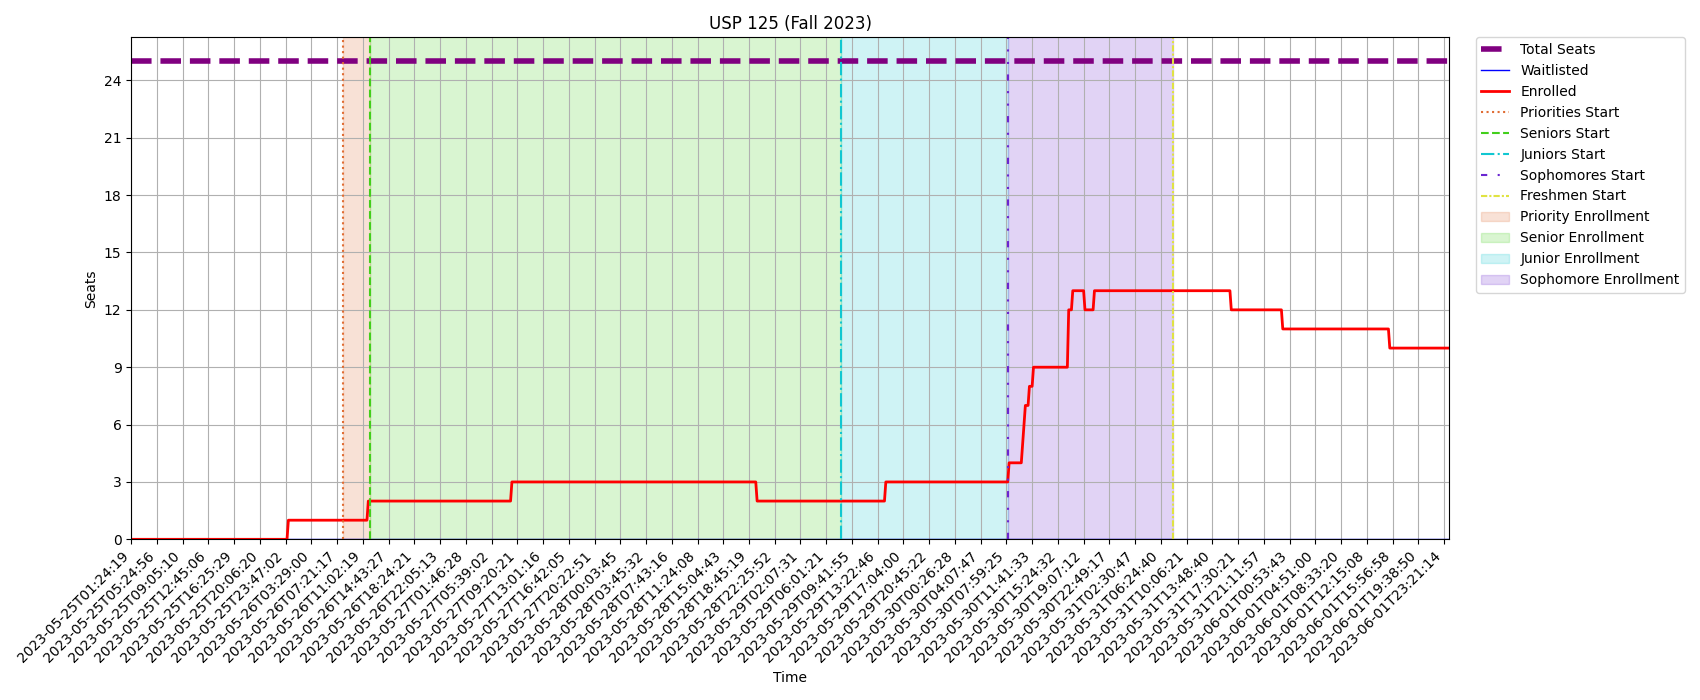 USP 125 (Fall 2023)
Total Seats
Waitlisted
Enrolled
Priorities Start
Seniors Start
Juniors Start
Sophomores Start
Freshmen Start
Priority Enrollment
Senior Enrollment
Junior Enrollment
Sophomore Enrollment
Seats
24
21
18
15
12
9
6
3
0
2023-05-25T01:24:19
2023-05-25T05:24:56
2023-05-25T09:05:10
2023-05-25T12:45:06
2023-05-25T16:25:29
2023-05-25T20:06:20
2023-05-25T23:47:02
2023-05-26T03:29:00
2023-05-26T07:21:17
2023-05-26T11:02:19
2023-05-26T14:43:27
2023-05-26T18:24:21
2023-05-26T22:05:13
2023-05-27T01:46:28
2023-05-27T05:39:02
2023-05-27T09:20:21
2023-05-27T13:01:16
2023-05-27T16:42:05
2023-05-27T20:22:51
2023-05-28T00:03:45
2023-05-28T03:45:32
2023-05-28T07:43:16
2023-05-28T11:24:08
2023-05-28T15:04:43
2023-05-28T18:45:19
2023-05-28T22:25:52
2023-05-29T02:07:31
2023-05-29T06:01:21
2023-05-29T09:41:55
2023-05-29T13:22:46
2023-05-29T17:04:00
2023-05-29T20:45:22
2023-05-30T00:26:28
2023-05-30T04:07:47
2023-05-30T07:59:25
2023-05-30T11:41:33
2023-05-30T15:24:32
2023-05-30T19:07:12
2023-05-30T22:49:17
2023-05-31T02:30:47
2023-05-31T06:24:40
2023-05-31T10:06:21
2023-05-31T13:48:40
2023-05-31T17:30:21
2023-05-31T21:11:57
2023-06-01T00:53:43
2023-06-01T04:51:00
2023-06-01T08:33:20
2023-06-01T12:15:08
2023-06-01T15:56:58
2023-06-01T19:38:50
2023-06-01T23:21:14
Time